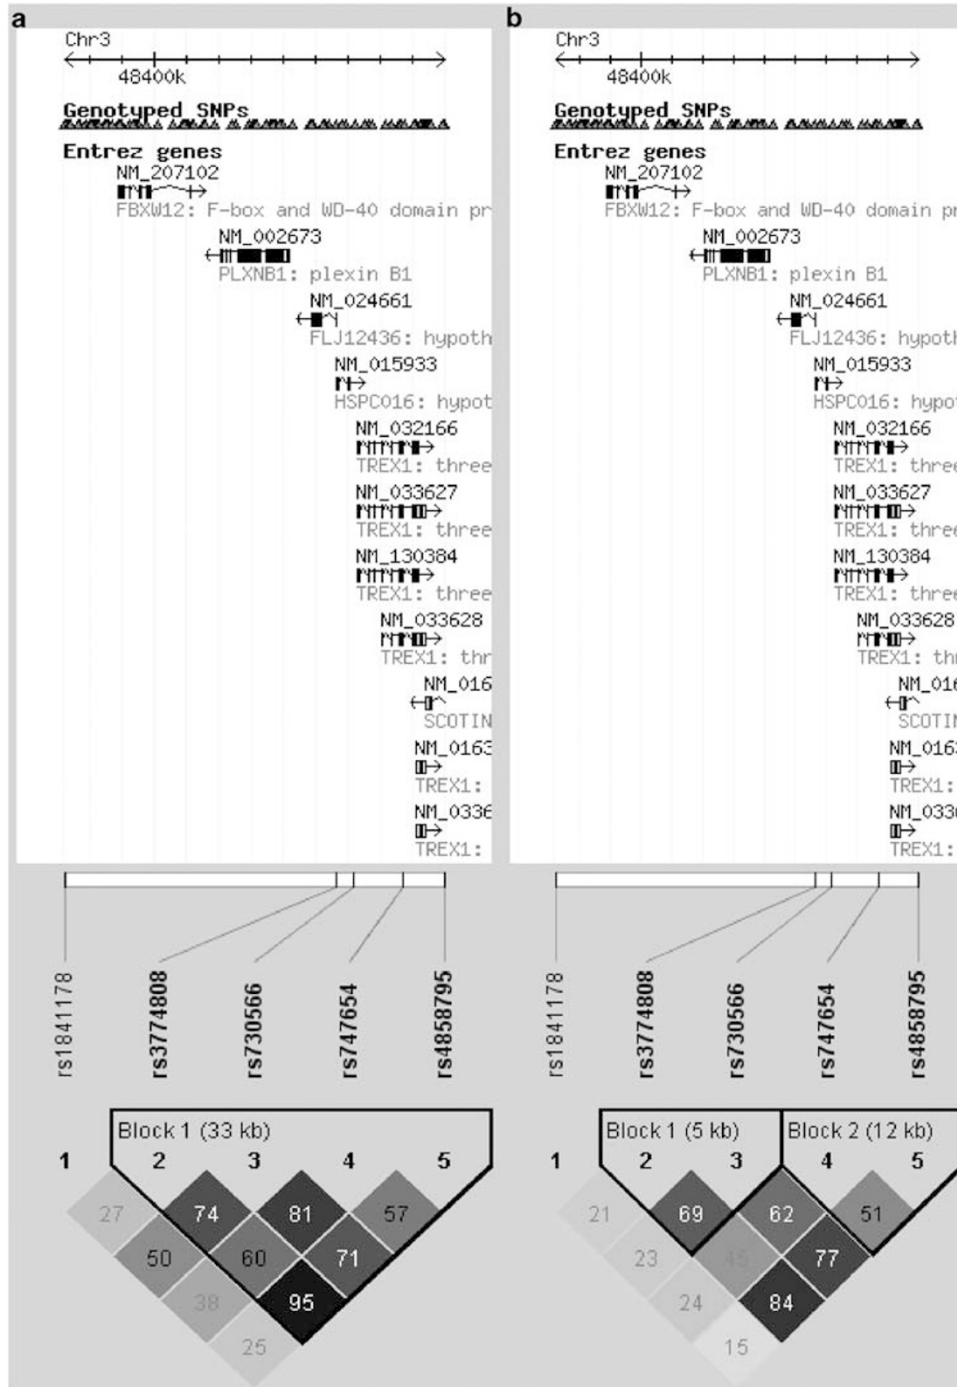 a
Chr3
48400k
Genotyped SNPs
Entrez genes
NM_207102
FBXW12: F-box and WD-40 domain pr
NM_002673
PLXNB1: plexin B1
NM_024661
FLJ12436: hypoth
NM_015933
HSPC016: hypot
NM_032166
TREX1: three
NM_033627
TREX1: three
NM_130384
TREX1: three
NM_033628
TREX1: thr
NM_016
SCOTIN
NM_0163
TREX1:
NM_0336
TREX1:
rs1841178
rs3774808
rs730566
rs747654
rs4858795
Block 1 (33 kb)
1 2 3 4 5
27 74 81 57
50 60 71
38 95
25
b
Chr3
48400k
Genotyped SNPs
Entrez genes
NM_207102
FBXW12: F-box and WD-40 domain pr
NM_002673
PLXNB1: plexin B1
NM_024661
FLJ12436: hypoth
NM_015933
HSPC016: hypot
NM_032166
TREX1: three
NM_033627
TREX1: three
NM_130384
TREX1: three
NM_033628
TREX1: thr
NM_016
SCOTIN
NM_0163
TREX1:
NM_0336
TREX1:
rs1841178
rs3774808
rs730566
rs747654
rs4858795
Block 1 (5 kb) Block 2 (12 kb)
1 2 3 4 5
21 69 62 51
23 45 77
24 84
15